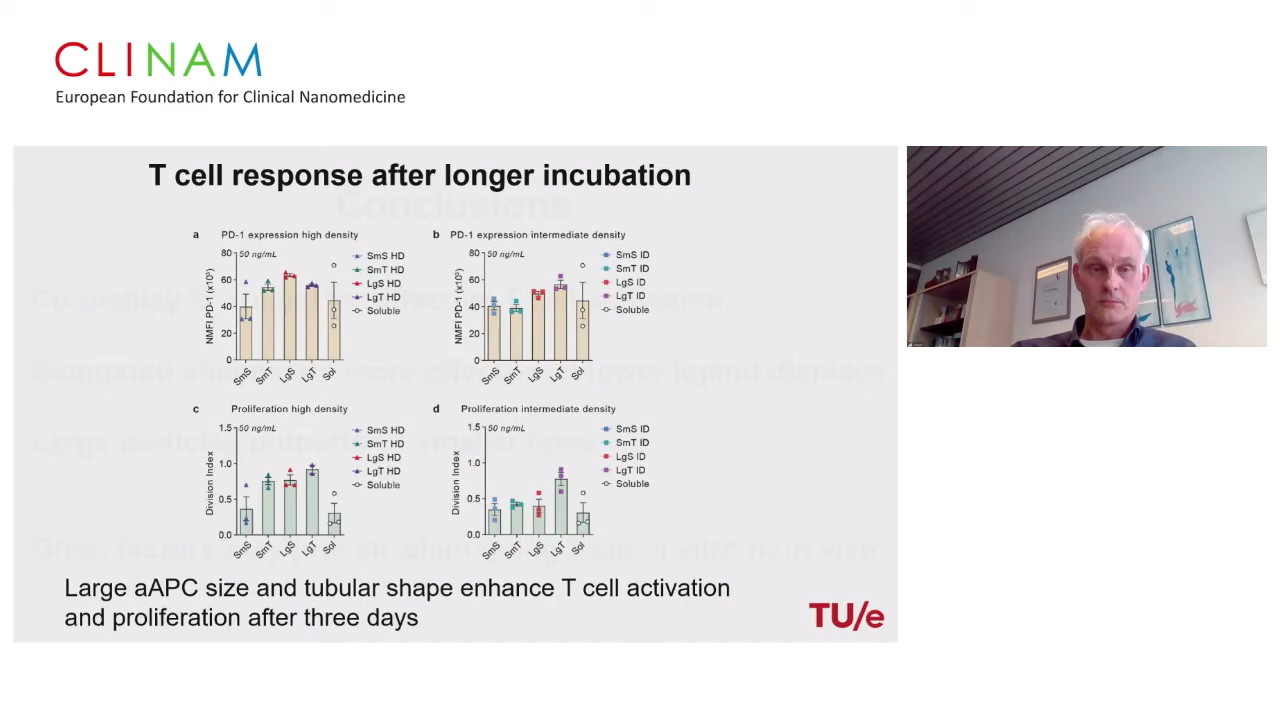 CLINAM
European Foundation for Clinical Nanomedicine
T cell response after longer incubation
Conclusions
a PD-1 expression high density
80
60
40
20
0
NMFI PD-1 (x10³)
50 ng/mL
SmS HD
SmT HD
LgS HD
LgT HD
Soluble
SmS
SmT
LgS
LgT
Sol
b PD-1 expression intermediate density
80
60
40
20
0
NMFI PD-1 (x10³)
50 ng/mL
SmS ID
SmT ID
LgS ID
LgT ID
Soluble
SmS
SmT
LgS
LgT
Sol
c Proliferation high density
1.5
1.0
0.5
0.0
Division Index
50 ng/mL
SmS HD
SmT HD
LgS HD
LgT HD
Soluble
SmS
SmT
LgS
LgT
Sol
d Proliferation intermediate density
1.5
1.0
0.5
0.0
Division Index
50 ng/mL
SmS ID
SmT ID
LgS ID
LgT ID
Soluble
SmS
SmT
LgS
LgT
Sol
Large aAPC size and tubular shape enhance T cell activation
and proliferation after three days
TU/e